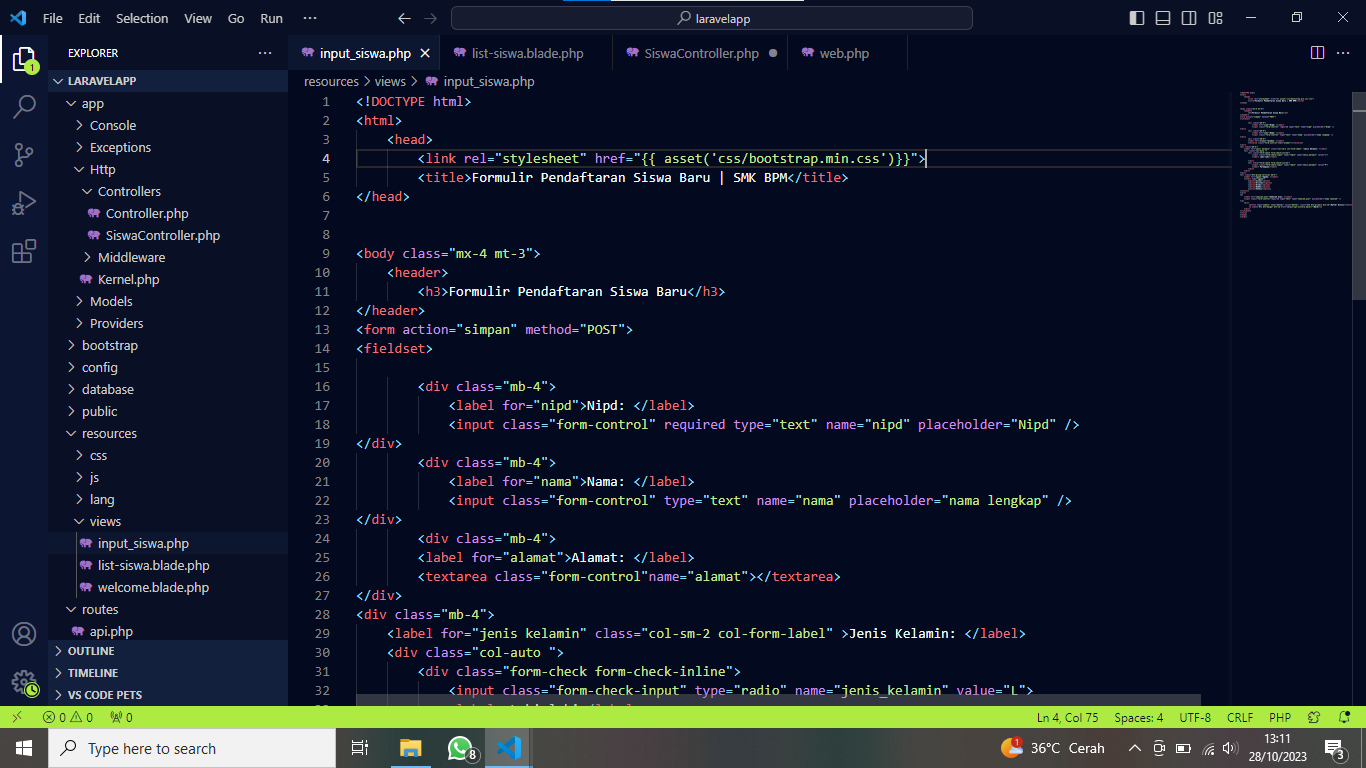 File Edit Selection View Go Run ··· laravelapp
EXPLORER ···
input_siswa.php list-siswa.blade.php SiswaController.php web.php
LARAVELAPP
app
Console
Exceptions
Http
Controllers
Controller.php
SiswaController.php
Middleware
Kernel.php
Models
Providers
bootstrap
config
database
public
resources
css
js
lang
views
input_siswa.php
list-siswa.blade.php
welcome.blade.php
routes
api.php
OUTLINE
TIMELINE
VS CODE PETS
1
resources > views > input_siswa.php
1 <!DOCTYPE html>
2 <html>
3 <head>
4 <link rel="stylesheet" href="{{ asset('css/bootstrap.min.css')}}">
5 <title>Formulir Pendaftaran Siswa Baru | SMK BPM</title>
6 </head>
7
8
9 <body class="mx-4 mt-3">
10 <header>
11 <h3>Formulir Pendaftaran Siswa Baru</h3>
12 </header>
13 <form action="simpan" method="POST">
14 <fieldset>
15
16 <div class="mb-4">
17 <label for="nipd">Nipd: </label>
18 <input class="form-control" required type="text" name="nipd" placeholder="Nipd" />
19 </div>
20 <div class="mb-4">
21 <label for="nama">Nama: </label>
22 <input class="form-control" type="text" name="nama" placeholder="nama lengkap" />
23 </div>
24 <div class="mb-4">
25 <label for="alamat">Alamat: </label>
26 <textarea class="form-control"name="alamat"></textarea>
27 </div>
28 <div class="mb-4">
29 <label for="jenis kelamin" class="col-sm-2 col-form-label" >Jenis Kelamin: </label>
30 <div class="col-auto ">
31 <div class="form-check form-check-inline">
32 <input class="form-check-input" type="radio" name="jenis_kelamin" value="L">
0 0 0 Ln 4, Col 75 Spaces: 4 UTF-8 CRLF PHP
Type here to search 8 1 36°C Cerah 13:11
28/10/2023 3